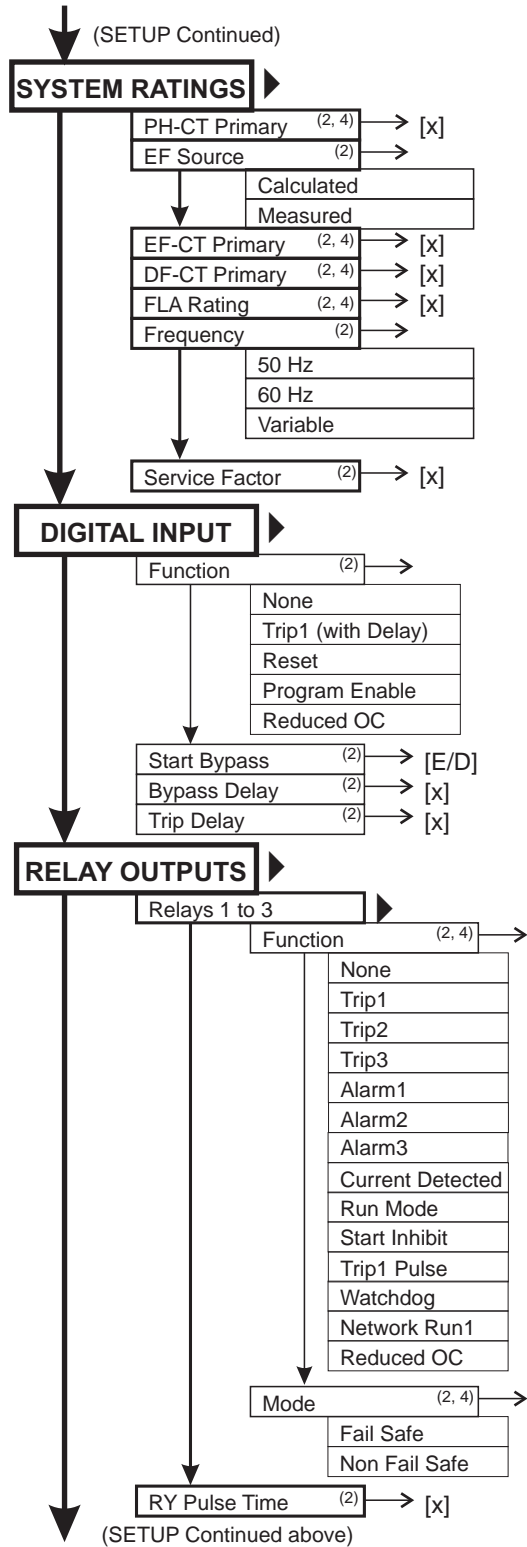 (SETUP Continued)
SYSTEM RATINGS
PH-CT Primary (2, 4) [x]
EF Source (2)
Calculated
Measured
EF-CT Primary (2, 4) [x]
DF-CT Primary (2, 4) [x]
FLA Rating (2, 4) [x]
Frequency (2)
50 Hz
60 Hz
Variable
Service Factor (2) [x]
DIGITAL INPUT
Function (2)
None
Trip1 (with Delay)
Reset
Program Enable
Reduced OC
Start Bypass (2) [E/D]
Bypass Delay (2) [x]
Trip Delay (2) [x]
RELAY OUTPUTS
Relays 1 to 3
Function (2, 4)
None
Trip1
Trip2
Trip3
Alarm1
Alarm2
Alarm3
Current Detected
Run Mode
Start Inhibit
Trip1 Pulse
Watchdog
Network Run1
Reduced OC
Mode (2, 4)
Fail Safe
Non Fail Safe
RY Pulse Time (2) [x]
(SETUP Continued above)